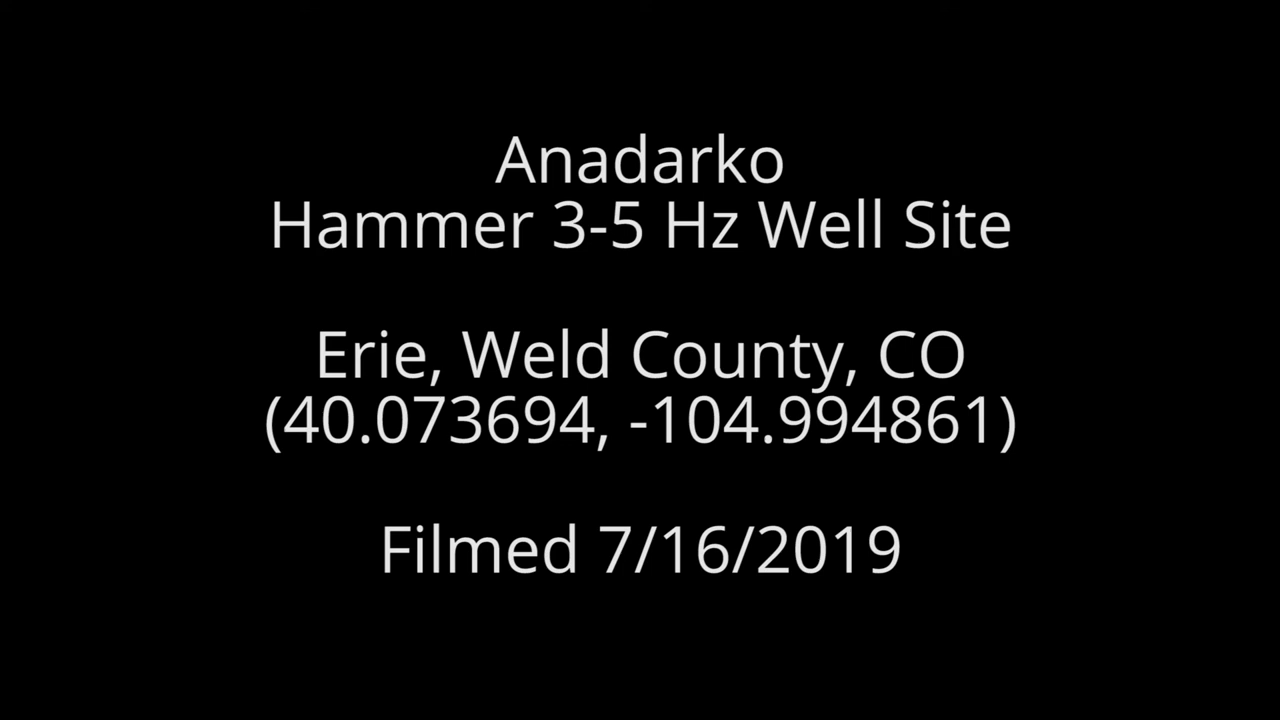 Anadarko
Hammer 3-5 Hz Well Site
Erie, Weld County, CO
(40.073694, -104.994861)
Filmed 7/16/2019